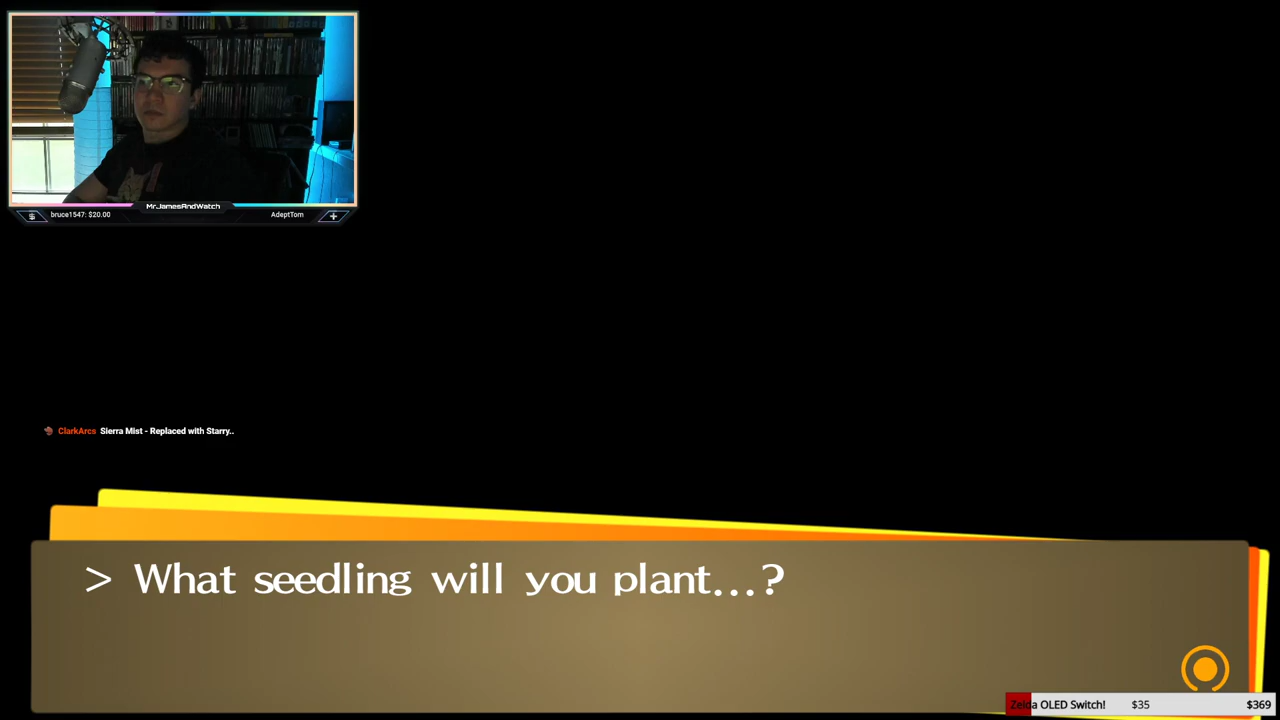 MrJamesAndWatch
bruce1547: $20.00
AdeptTom
ClarkArcs Sierra Mist - Replaced with Starry..
> What seedling will you plant...?
Zelda OLED Switch! $35 $369